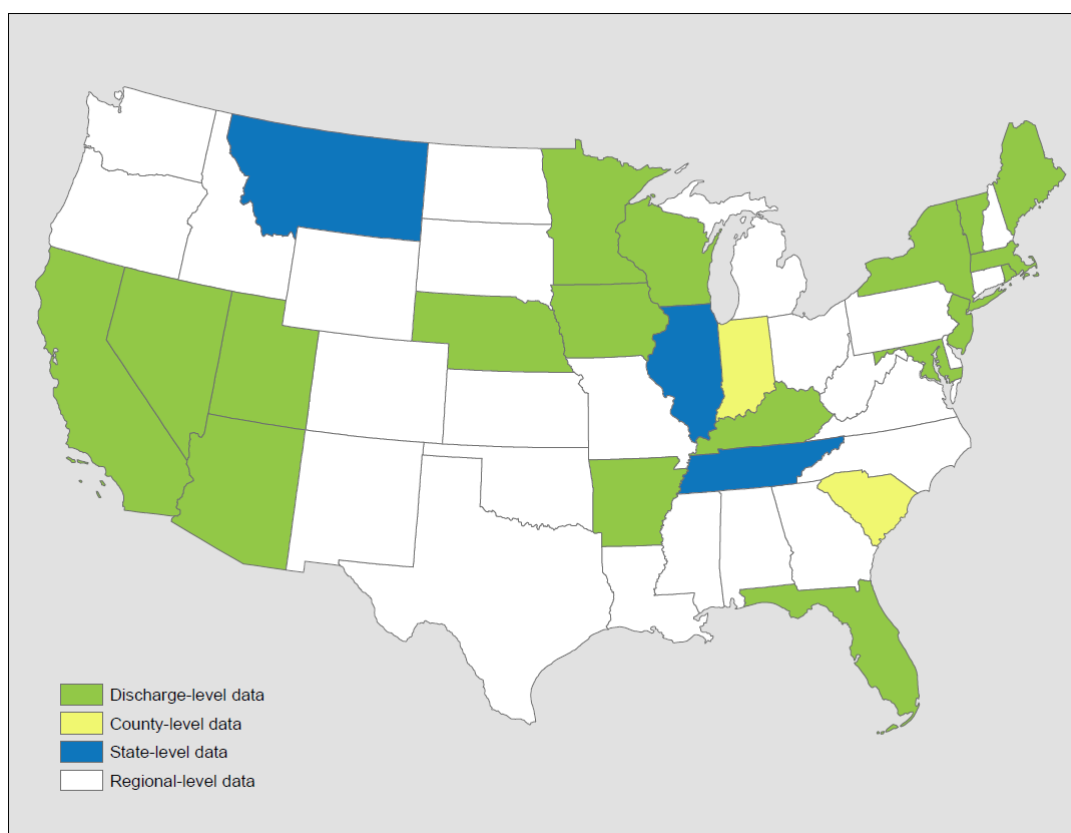 Discharge-level data
County-level data
State-level data
Regional-level data